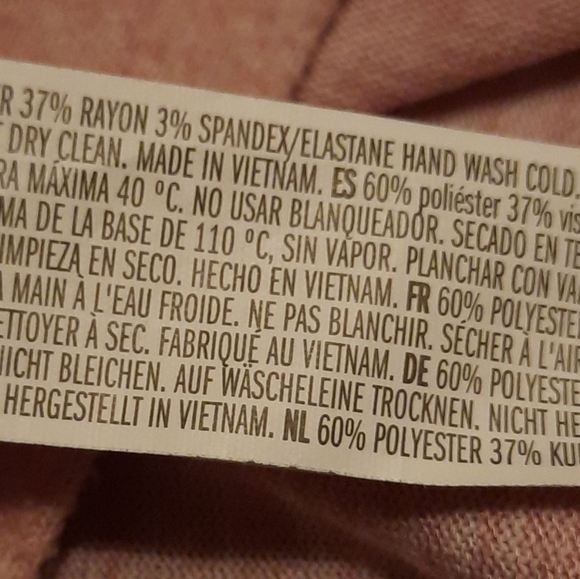 R 37% RAYON 3% SPANDEX/ELASTANE HAND WASH COLD
DRY CLEAN. MADE IN VIETNAM. ES 60% poliéster 37% vis
RA MÁXIMA 40 ºC. NO USAR BLANQUEADOR. SECADO EN TE
MA DE LA BASE DE 110 ºC, SIN VAPOR. PLANCHAR CON VA
IMPIEZA EN SECO. HECHO EN VIETNAM. FR 60% POLYESTE
A MAIN À L'EAU FROIDE. NE PAS BLANCHIR. SÉCHER À L'AIR
ETTOYER À SEC. FABRIQUÉ AU VIETNAM. DE 60% POLYESTE
NICHT BLEICHEN. AUF WÄSCHELEINE TROCKNEN. NICHT HE
HERGESTELLT IN VIETNAM. NL 60% POLYESTER 37% KU